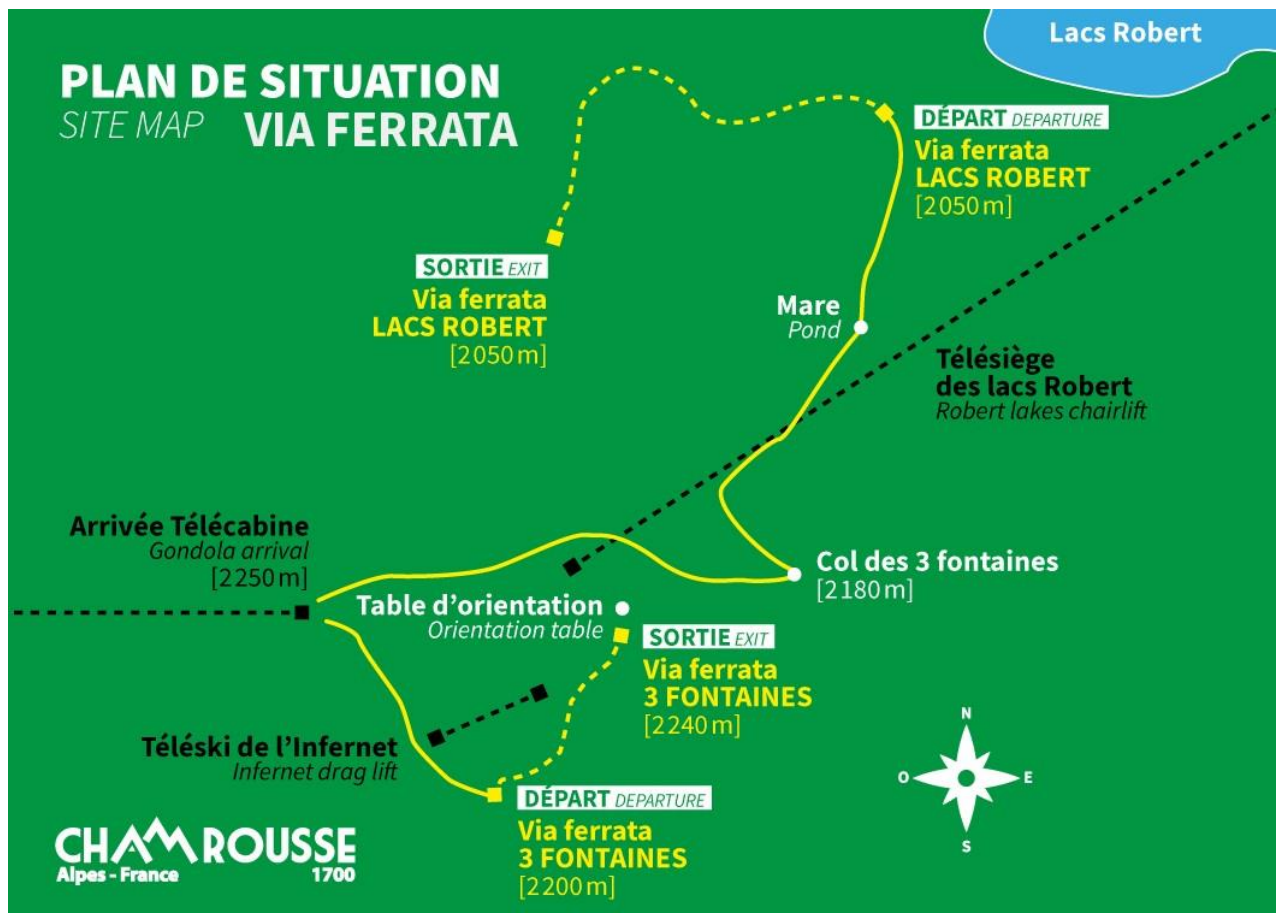 PLAN DE SITUATION
SITE MAP VIA FERRATA
Lacs Robert
DÉPART DEPARTURE
Via ferrata
LACS ROBERT
[2050 m]
SORTIE EXIT
Via ferrata
LACS ROBERT
[2050 m]
Mare
Pond
Télésiège
des lacs Robert
Robert lakes chairlift
Arrivée Télécabine
Gondola arrival
[2250 m]
Col des 3 fontaines
[2180 m]
Table d'orientation
Orientation table
SORTIE EXIT
Via ferrata
3 FONTAINES
[2240 m]
Téléski de l'Infernet
Infernet drag lift
DÉPART DEPARTURE
Via ferrata
3 FONTAINES
[2200 m]
N
O E
S
CHAMROUSSE
Alpes - France 1700